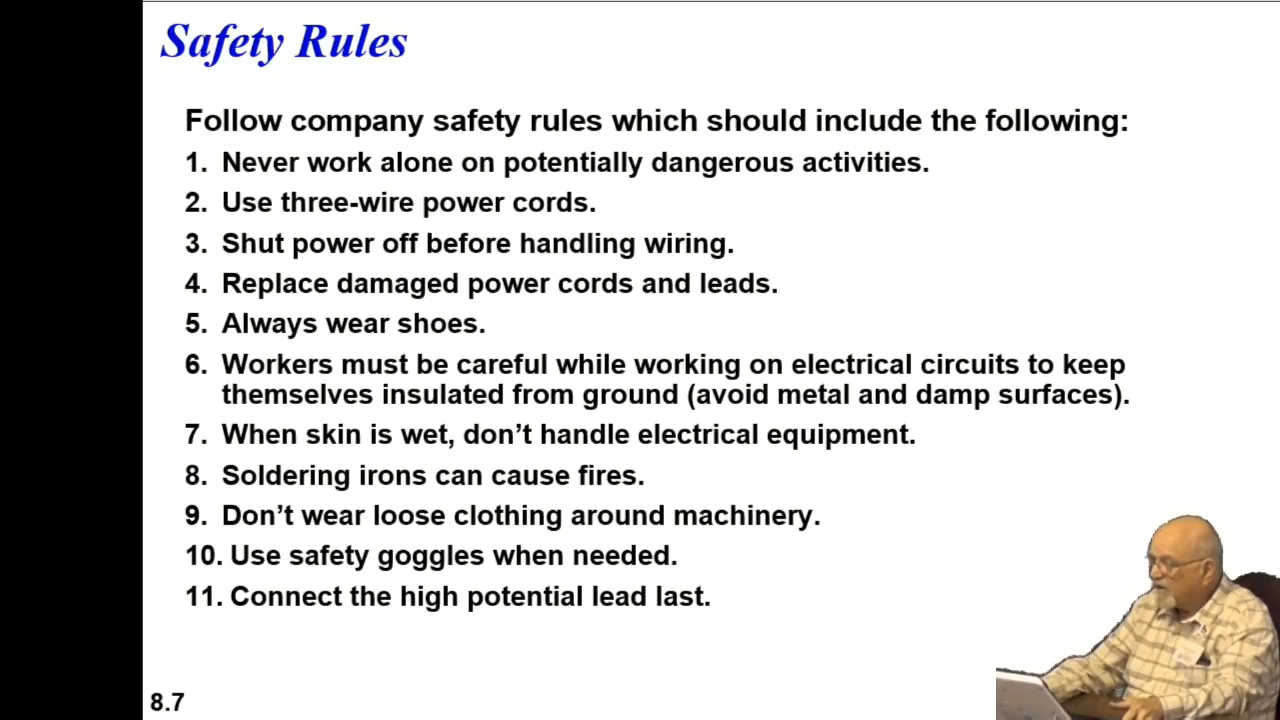 Safety Rules
Follow company safety rules which should include the following:
1. Never work alone on potentially dangerous activities.
2. Use three-wire power cords.
3. Shut power off before handling wiring.
4. Replace damaged power cords and leads.
5. Always wear shoes.
6. Workers must be careful while working on electrical circuits to keep
themselves insulated from ground (avoid metal and damp surfaces).
7. When skin is wet, don’t handle electrical equipment.
8. Soldering irons can cause fires.
9. Don’t wear loose clothing around machinery.
10. Use safety goggles when needed.
11. Connect the high potential lead last.
8.7